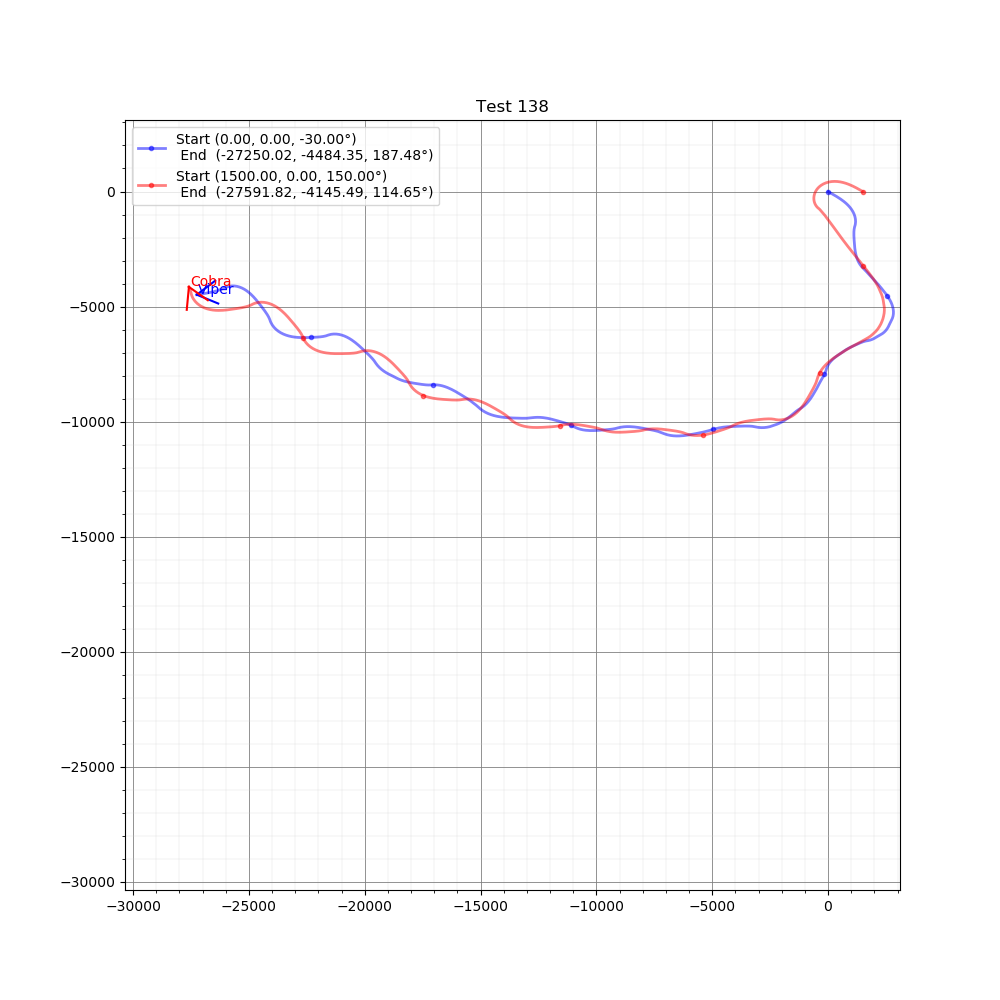 Test 138
Start (0.00, 0.00, -30.00°)
End (-27250.02, -4484.35, 187.48°)
Start (1500.00, 0.00, 150.00°)
End (-27591.82, -4145.49, 114.65°)
Cobra
Viper
0
−5000
−10000
−15000
−20000
−25000
−30000
−30000 −25000 −20000 −15000 −10000 −5000 0